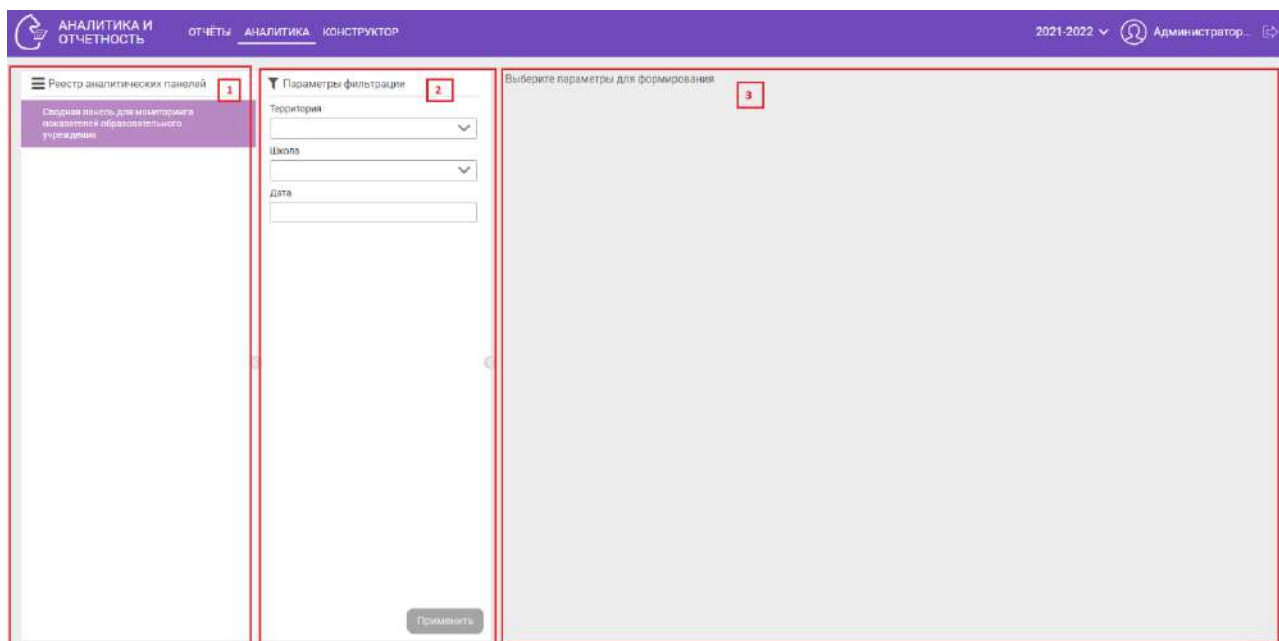 АНАЛИТИКА И
ОТЧЕТНОСТЬ
ОТЧЁТЫ АНАЛИТИКА КОНСТРУКТОР
2021-2022 Администратор...
Реестр аналитических панелей
1
Сводная панель для мониторинга
показателей образовательного
учреждения
Параметры фильтрации
2
Территория
Школа
Дата
Применить
Выберите параметры для формирования
3